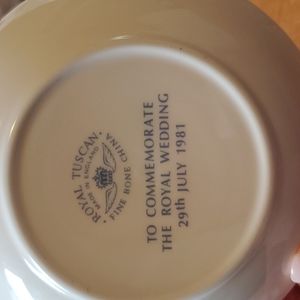 ROYAL TUSCAN
MADE IN ENGLAND
FINE BONE CHINA
TO COMMEMORATE
THE ROYAL WEDDING
29th JULY 1981